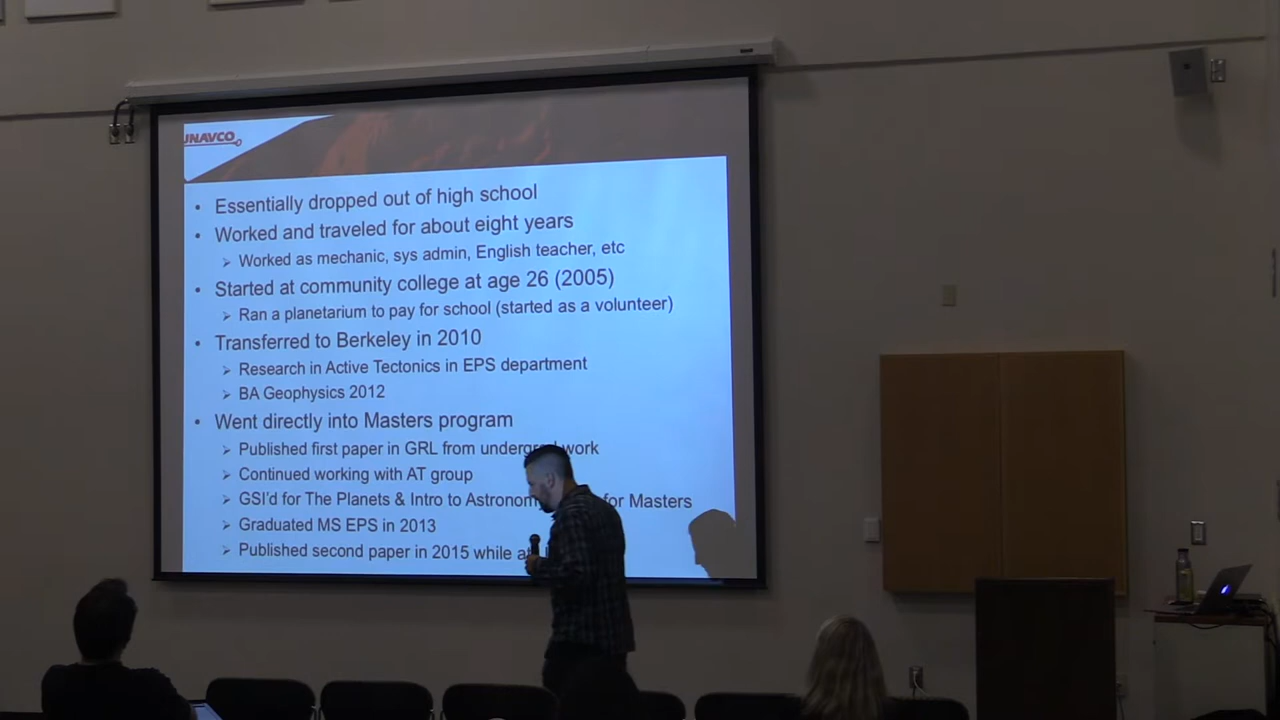 UNAVCO
• Essentially dropped out of high school
• Worked and traveled for about eight years
➢ Worked as mechanic, sys admin, English teacher, etc
• Started at community college at age 26 (2005)
➢ Ran a planetarium to pay for school (started as a volunteer)
• Transferred to Berkeley in 2010
➢ Research in Active Tectonics in EPS department
➢ BA Geophysics 2012
• Went directly into Masters program
➢ Published first paper in GRL from undergrad work
➢ Continued working with AT group
➢ GSI'd for The Planets & Intro to Astronom for Masters
➢ Graduated MS EPS in 2013
➢ Published second paper in 2015 while at